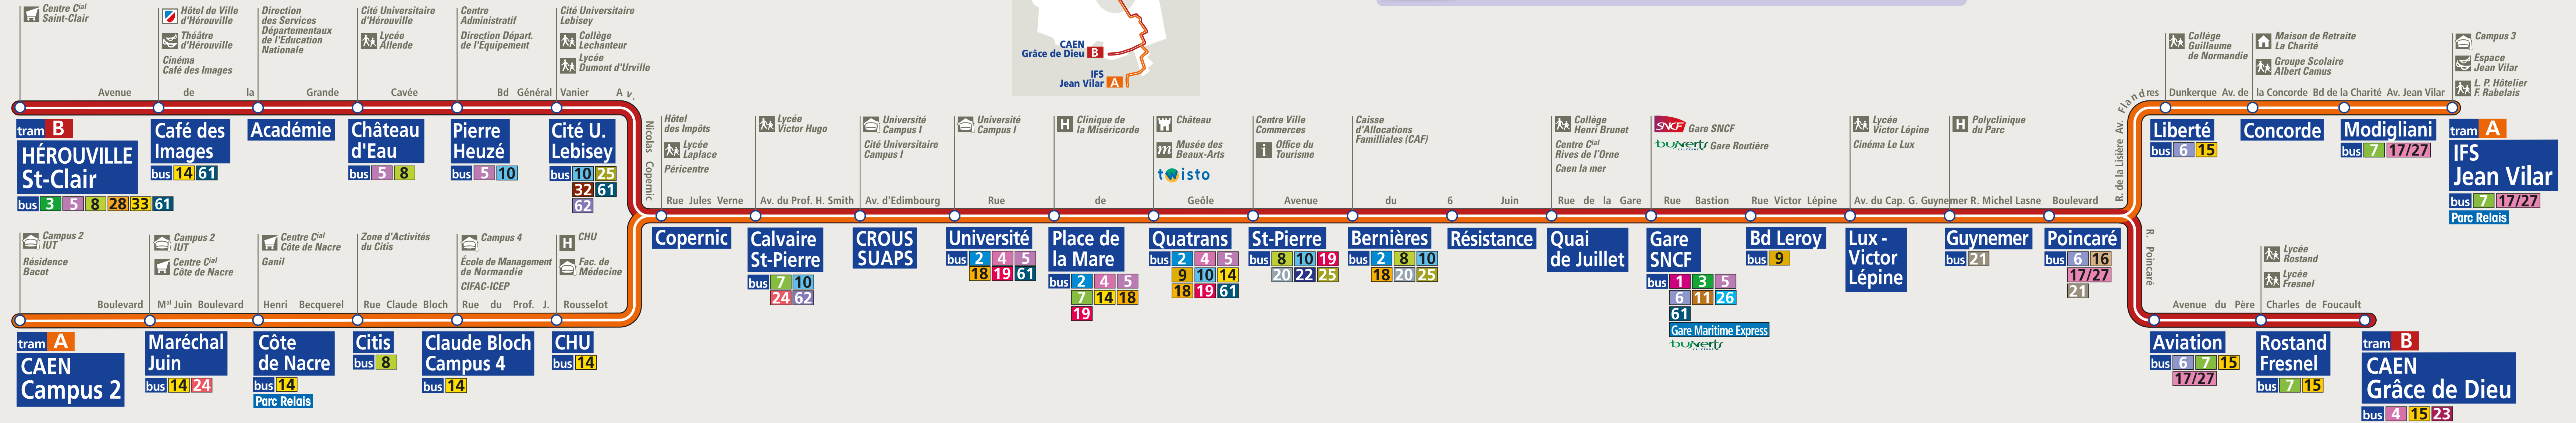 Centre Cial
Saint-Clair
Hôtel de Ville
d'Hérouville
Théâtre
d'Hérouville
Cinéma
Café des Images
Direction
des Services
Départementaux
de l'Education
Nationale
Cité Universitaire
d'Hérouville
Lycée
Allende
Centre
Administratif
Direction Départ.
de l'Équipement
Cité Universitaire
Lebisey
Collège
Lechanteur
Lycée
Dumont d'Urville
Avenue de la Grande Cavée Bd Général Vanier Av.
Nicolas Copernic
tram B
HÉROUVILLE
St-Clair
bus 3 5 8 28 33 61
Café des
Images
bus 14 61
Académie
Château
d'Eau
bus 5 8
Pierre
Heuzé
bus 5 10
Cité U.
Lebisey
bus 10 25
32 61
62
CAEN
Grâce de Dieu B
IFS
Jean Vilar A
Campus 2
IUT
Résidence
Bacot
Campus 2
IUT
Centre Cial
Côte de Nacre
Centre Cial
Côte de Nacre
Ganil
Zone d'Activités
du Citis
Campus 4
École de Management
de Normandie
CIFAC-ICEP
CHU
Fac. de
Médecine
Boulevard Mal Juin Boulevard Henri Becquerel Rue Claude Bloch Rue du Prof. J. Rousselot
tram A
CAEN
Campus 2
Maréchal
Juin
bus 14 24
Côte
de Nacre
bus 14
Parc Relais
Citis
bus 8
Claude Bloch
Campus 4
bus 14
CHU
bus 14
Hôtel
des Impôts
Lycée
Laplace
Péricentre
Lycée
Victor Hugo
Université
Campus I
Cité Universitaire
Campus I
Université
Campus I
Clinique de
la Miséricorde
Château
Musée des
Beaux-Arts
twisto
Centre Ville
Commerces
Office du
Tourisme
Caisse
d'Allocations
Familliales (CAF)
Collège
Henri Brunet
Centre Cial
Rives de l'Orne
Caen la mer
SNCF Gare SNCF
bus verts Gare Routière
Lycée
Victor Lépine
Cinéma Le Lux
Polyclinique
du Parc
Rue Jules Verne Av. du Prof. H. Smith Av. d'Edimbourg Rue de Geôle Avenue du 6 Juin Rue de la Gare Rue Bastion Rue Victor Lépine Av. du Cap. G. Guynemer R. Michel Lasne Boulevard
Copernic
Calvaire
St-Pierre
bus 7 10
24 62
CROUS
SUAPS
Université
bus 2 4 5
18 19 61
Place de
la Mare
bus 2 4 5
7 14 18
19
Quatrans
bus 2 4 5
9 10 14
18 19 61
St-Pierre
bus 8 10 19
20 22 25
Bernières
bus 2 8 10
18 20 25
Résistance
Quai
de Juillet
Gare
SNCF
bus 1 3 5
6 11 26
61
Gare Maritime Express
bus verts
Bd Leroy
bus 9
Lux -
Victor
Lépine
Guynemer
bus 21
Poincaré
bus 6 16
17/27
21
Collège
Guillaume
de Normandie
Maison de Retraite
La Charité
Groupe Scolaire
Albert Camus
Campus 3
Espace
Jean Vilar
L. P. Hôtelier
F. Rabelais
R. de la Lisière Av. Flandres Dunkerque Av. de la Concorde Bd de la Charité Av. Jean Vilar
Liberté
bus 6 15
Concorde
Modigliani
bus 7 17/27
tram A
IFS
Jean Vilar
bus 7 17/27
Parc Relais
R. Poincaré
Lycée
Rostand
Lycée
Fresnel
Avenue du Père Charles de Foucault
Aviation
bus 6 7 15
17/27
Rostand
Fresnel
bus 7 15
tram B
CAEN
Grâce de Dieu
bus 4 15 23